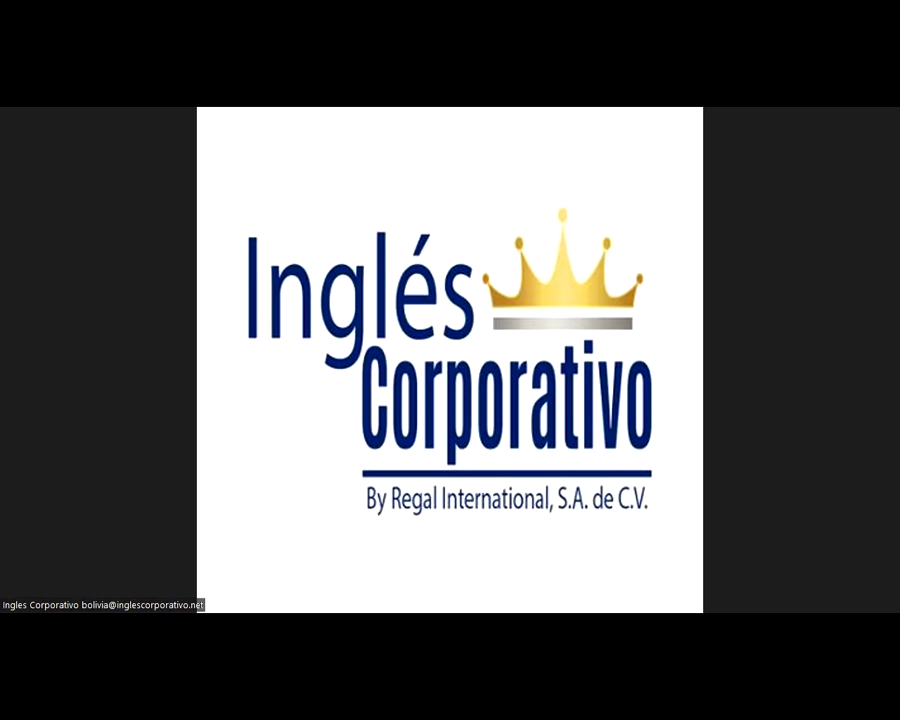 Inglés
Corporativo
By Regal International, S.A. de C.V.
Ingles Corporativo bolivia@inglescorporativo.net